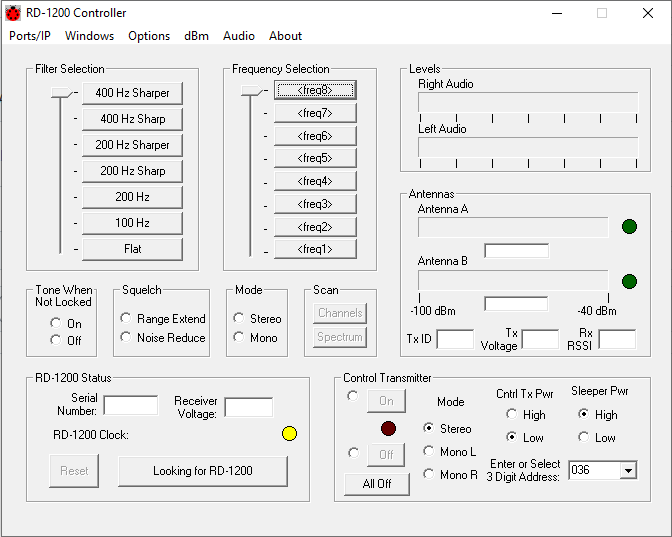 RD-1200 Controller
Ports/IP Windows Options dBm Audio About
Filter Selection
400 Hz Sharper
400 Hz Sharp
200 Hz Sharper
200 Hz Sharp
200 Hz
100 Hz
Flat
Frequency Selection
<freq8>
<freq7>
<freq6>
<freq5>
<freq4>
<freq3>
<freq2>
<freq1>
Levels
Right Audio
Left Audio
Antennas
Antenna A
Antenna B
-100 dBm -40 dBm
Tx ID
Tx
Voltage
Rx
RSSI
Tone When
Not Locked
On
Off
Squelch
Range Extend
Noise Reduce
Mode
Stereo
Mono
Scan
Channels
Spectrum
RD-1200 Status
Serial
Number:
Receiver
Voltage:
RD-1200 Clock:
Reset
Looking for RD-1200
Control Transmitter
On
Off
All Off
Mode
Stereo
Mono L
Mono R
Cntrl Tx Pwr
High
Low
Sleeper Pwr
High
Low
Enter or Select
3 Digit Address:
036